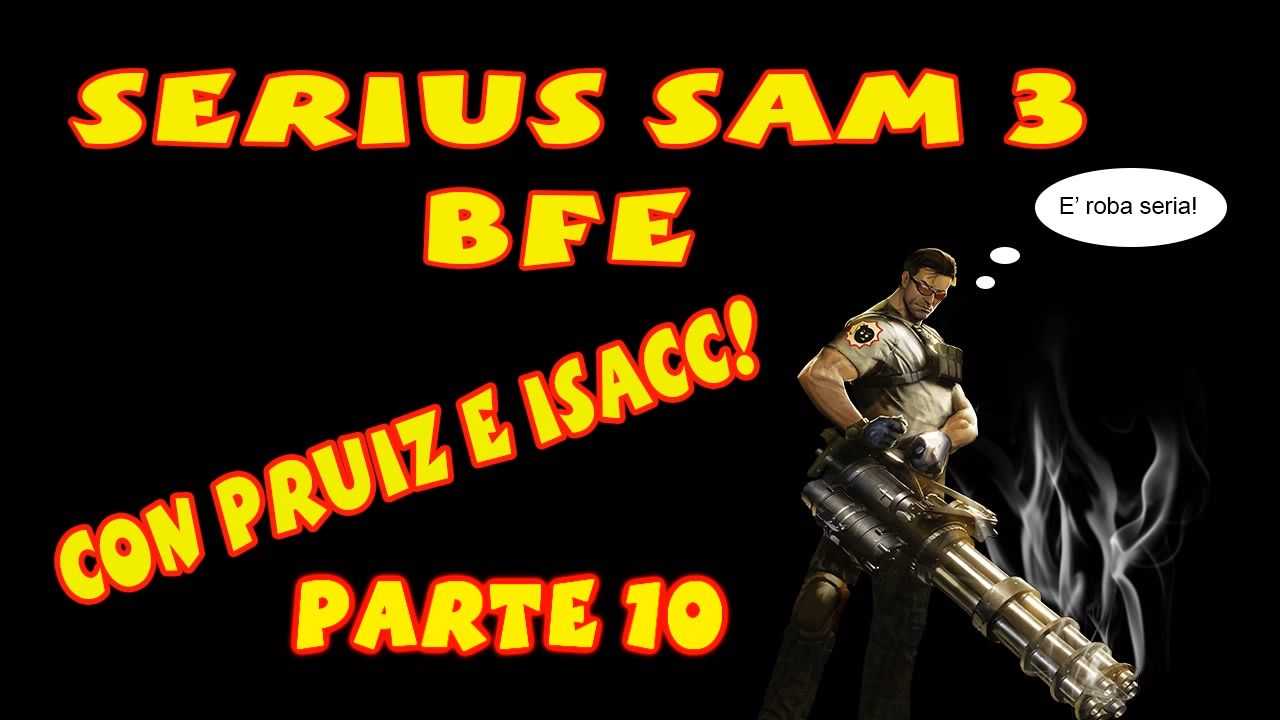 SERIUS SAM 3
BFE
E' roba seria!
CON PRUIZ E ISACC!
PARTE 10